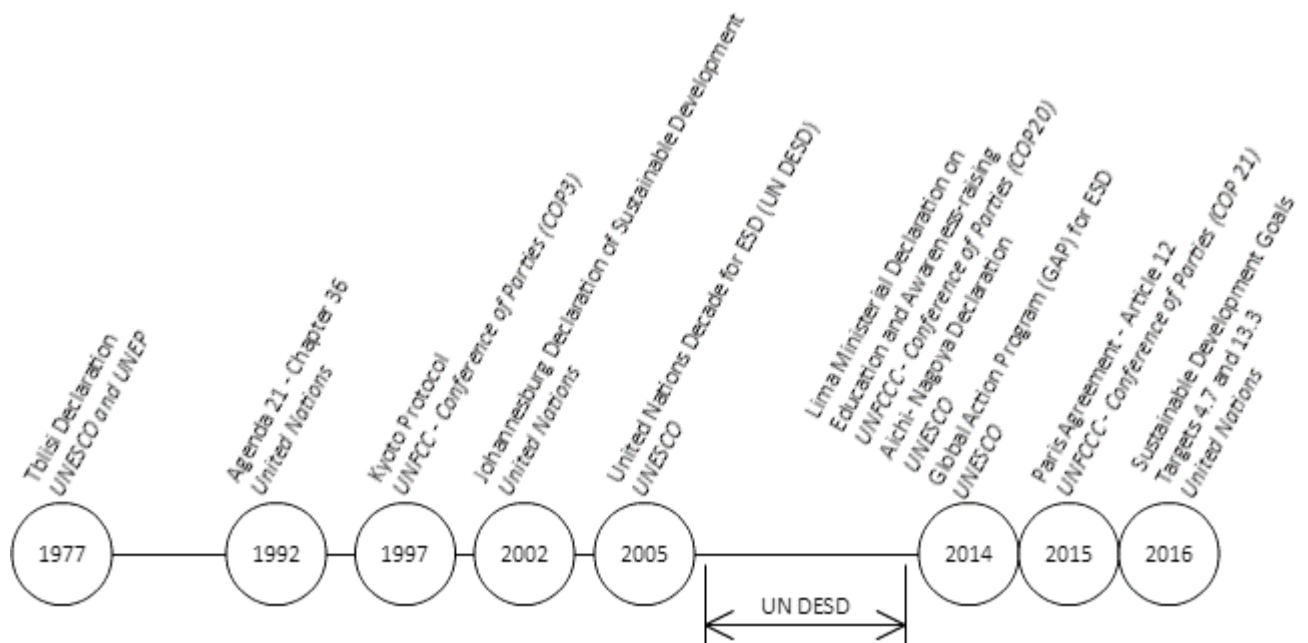 Tblisi Declaration
UNESCO and UNEP
1977
Agenda 21 - Chapter 36
United Nations
1992
Kyoto Protocol
UNFCC - Conference of Parties (COP3)
1997
Johannesburg Declaration of Sustainable Development
United Nations
2002
United Nations Decade for ESD (UN DESD)
UNESCO
2005
UN DESD
Lima Ministerial Declaration on
Education and Awareness-raising
UNFCCC - Conference of Parties (COP20)
Aichi- Nagoya Declaration
UNESCO
Global Action Program (GAP) for ESD
UNESCO
2014
Paris Agreement - Article 12
UNFCCC - Conference of Parties (COP 21)
2015
Sustainable Development Goals
Targets 4.7 and 13.3
United Nations
2016